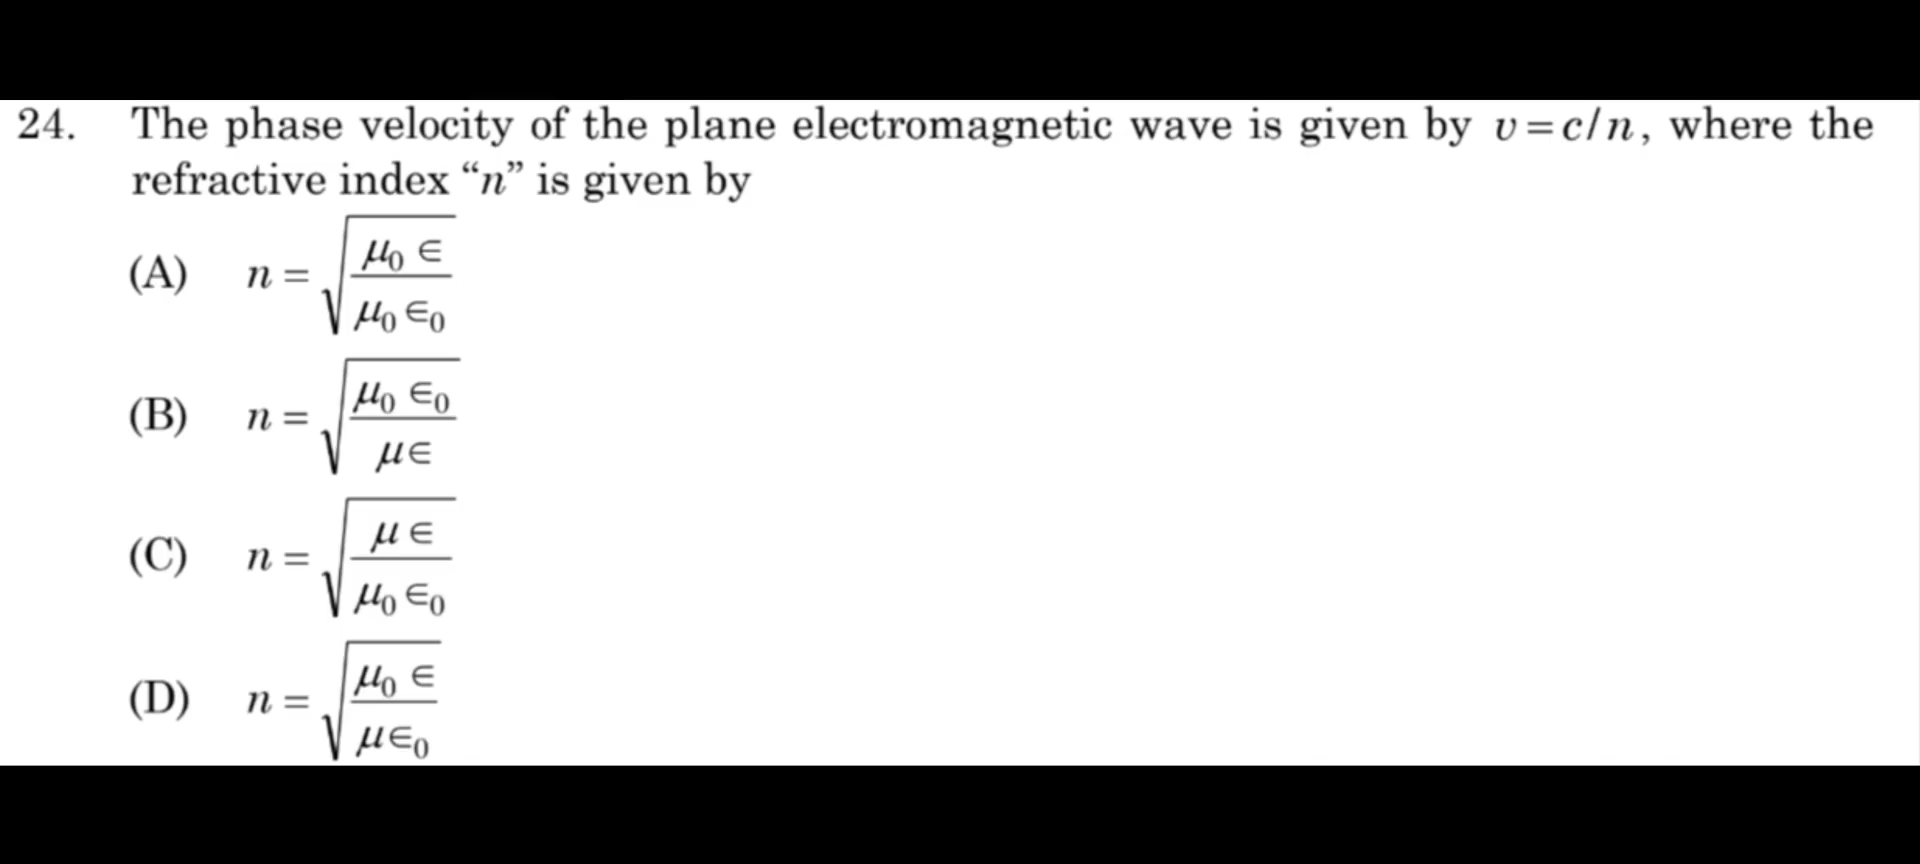 24. The phase velocity of the plane electromagnetic wave is given by v = c/n, where the
refractive index “n” is given by
(A) n = √(μ₀ ∈ / μ₀ ∈₀)
(B) n = √(μ₀ ∈₀ / μ∈)
(C) n = √(μ ∈ / μ₀ ∈₀)
(D) n = √(μ₀ ∈ / μ∈₀)